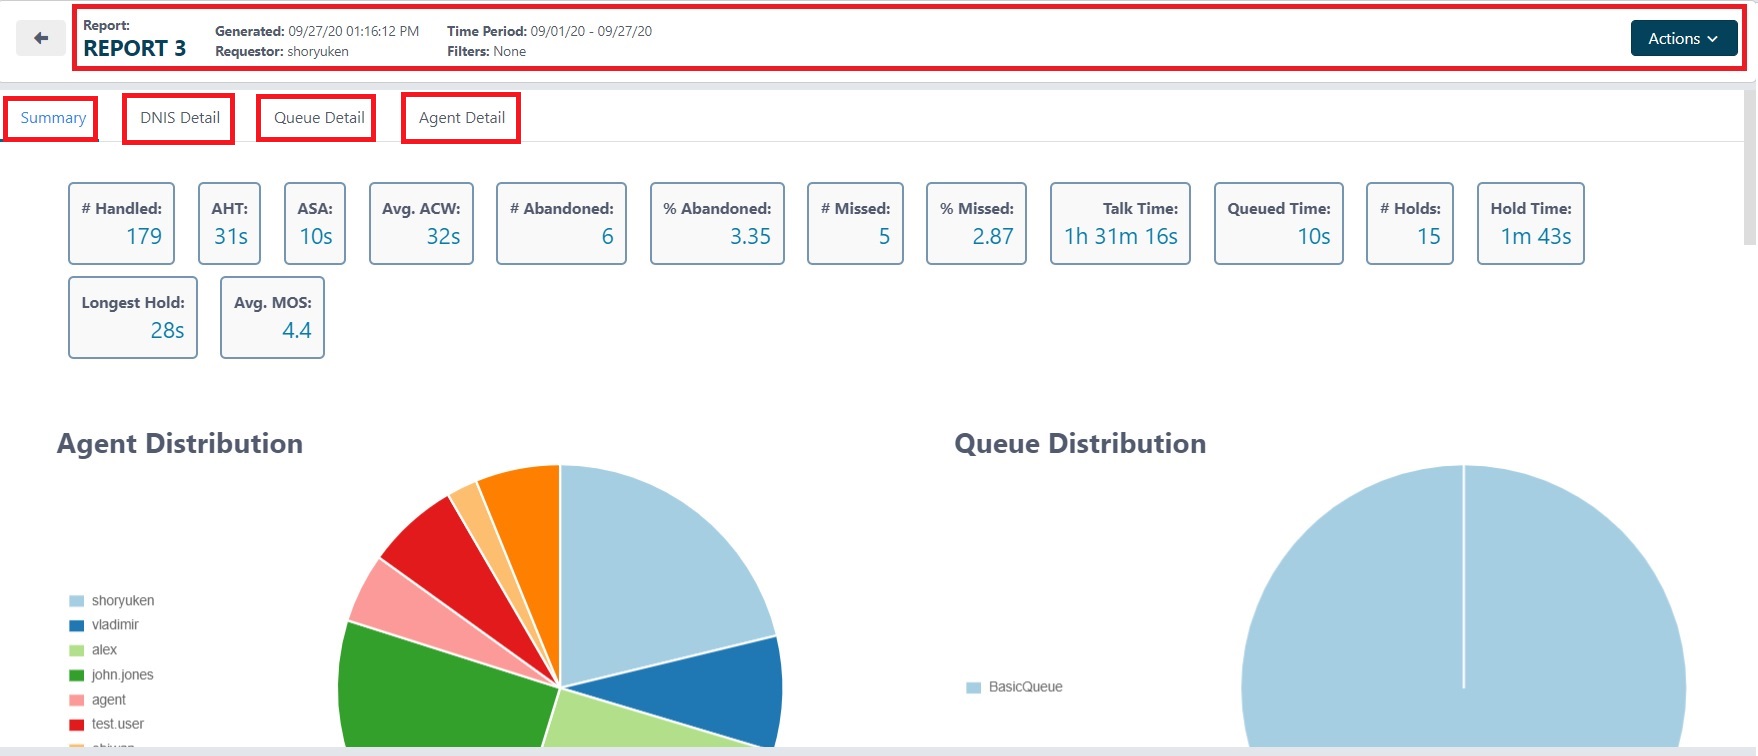 Report:
REPORT 3
Generated: 09/27/20 01:16:12 PM
Requestor: shoryuken
Time Period: 09/01/20 - 09/27/20
Filters: None
Actions
Summary
DNIS Detail
Queue Detail
Agent Detail
# Handled:
179
AHT:
31s
ASA:
10s
Avg. ACW:
32s
# Abandoned:
6
% Abandoned:
3.35
# Missed:
5
% Missed:
2.87
Talk Time:
1h 31m 16s
Queued Time:
10s
# Holds:
15
Hold Time:
1m 43s
Longest Hold:
28s
Avg. MOS:
4.4
Agent Distribution
shoryuken
vladimir
alex
john.jones
agent
test.user
Queue Distribution
BasicQueue